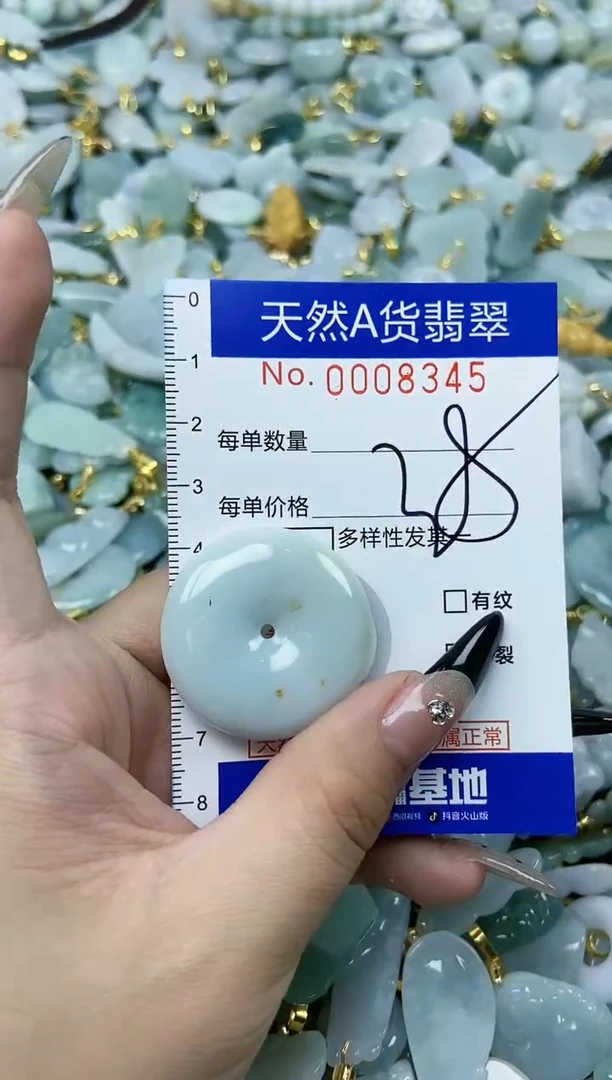 天然A货翡翠
No. 0008345
0
1
2
每单数量
3
每单价格
4
多样性发
有纹
裂
7
属正常
8
基地
抖音火山版